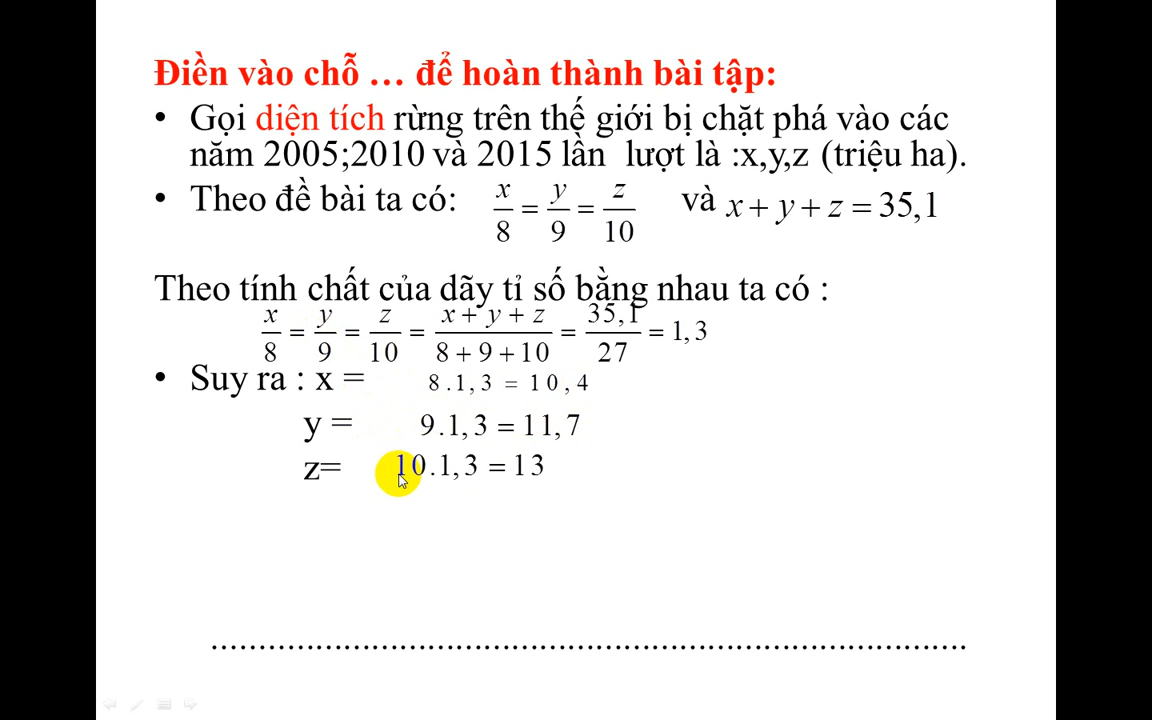 Điền vào chỗ … để hoàn thành bài tập:
• Gọi diện tích rừng trên thế giới bị chặt phá vào các
năm 2005;2010 và 2015 lần lượt là :x,y,z (triệu ha).
• Theo đề bài ta có: x/8 = y/9 = z/10 và x + y + z = 35,1
Theo tính chất của dãy tỉ số bằng nhau ta có :
x/8 = y/9 = z/10 = (x + y + z)/(8 + 9 + 10) = 35,1/27 = 1,3
• Suy ra : x = 8.1,3 = 10,4
y = 9.1,3 = 11,7
z= 10.1,3 = 13
................................................................................